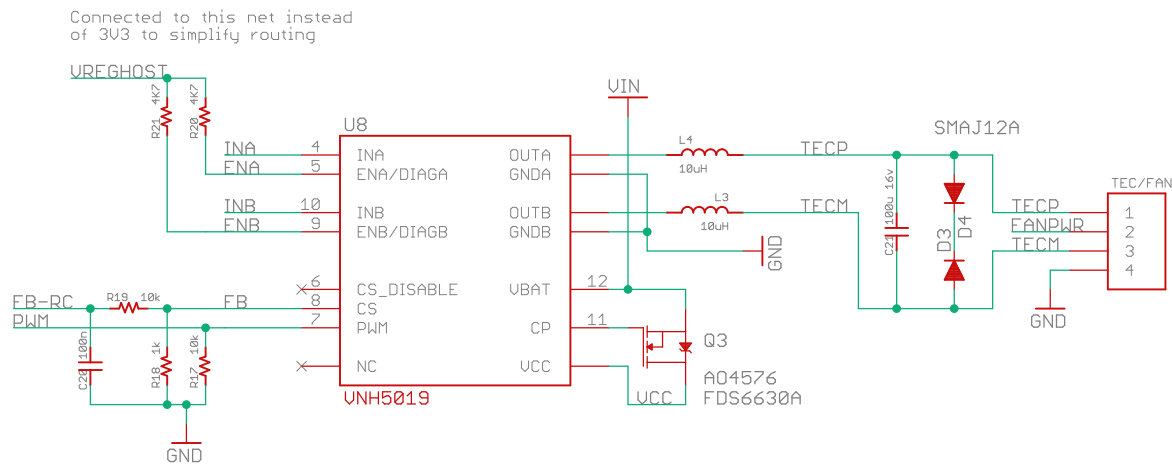 Connected to this net instead
of 3V3 to simplify routing
VREGHOST
R21 4K7
R20 4K7
U8
INA 4 INA
ENA 5 ENA/DIAGA
INB 10 INB
ENB 9 ENB/DIAGB
6 CS_DISABLE
FB-RC R19 10k FB 8 CS
PWM 7 PWM
NC
C20 100n
R18 1k
R17 10k
GND
VNH5019
OUTA
GNDA
OUTB
GNDB
VBAT 12
CP 11
VCC
VIN
L4
10uH
L3
10uH
GND
Q3
AO4576
FDS6630A
VCC
TECP
TECM
SMAJ12A
C21 100u 16v
D3
D4
TEC/FAN
TECP 1
FANPWR 2
TECM 3
4
GND